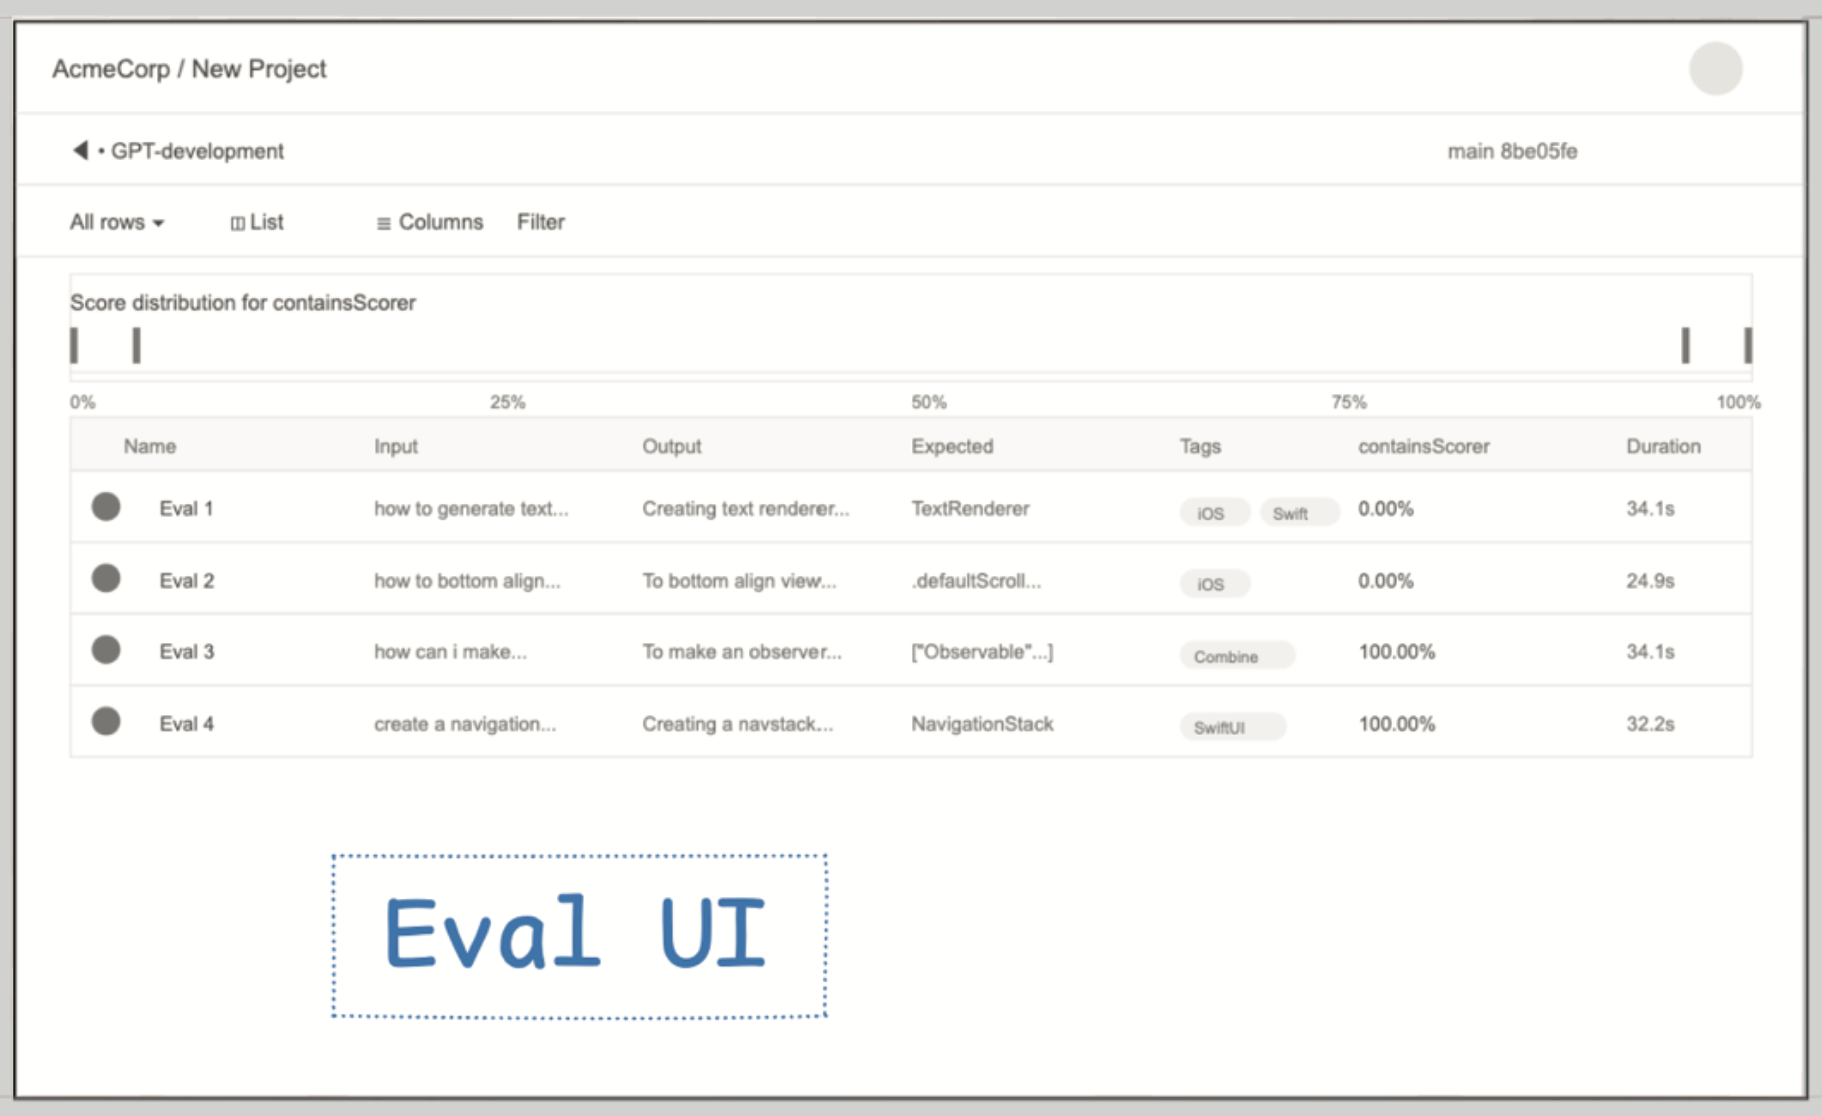 AcmeCorp / New Project
• GPT-development main 8be05fe
All rows List Columns Filter
Score distribution for containsScorer
0% 25% 50% 75% 100%
Name Input Output Expected Tags containsScorer Duration
Eval 1 how to generate text... Creating text renderer... TextRenderer iOS Swift 0.00% 34.1s
Eval 2 how to bottom align... To bottom align view... .defaultScroll... iOS 0.00% 24.9s
Eval 3 how can i make... To make an observer... ["Observable"...] Combine 100.00% 34.1s
Eval 4 create a navigation... Creating a navstack... NavigationStack SwiftUI 100.00% 32.2s
Eval UI